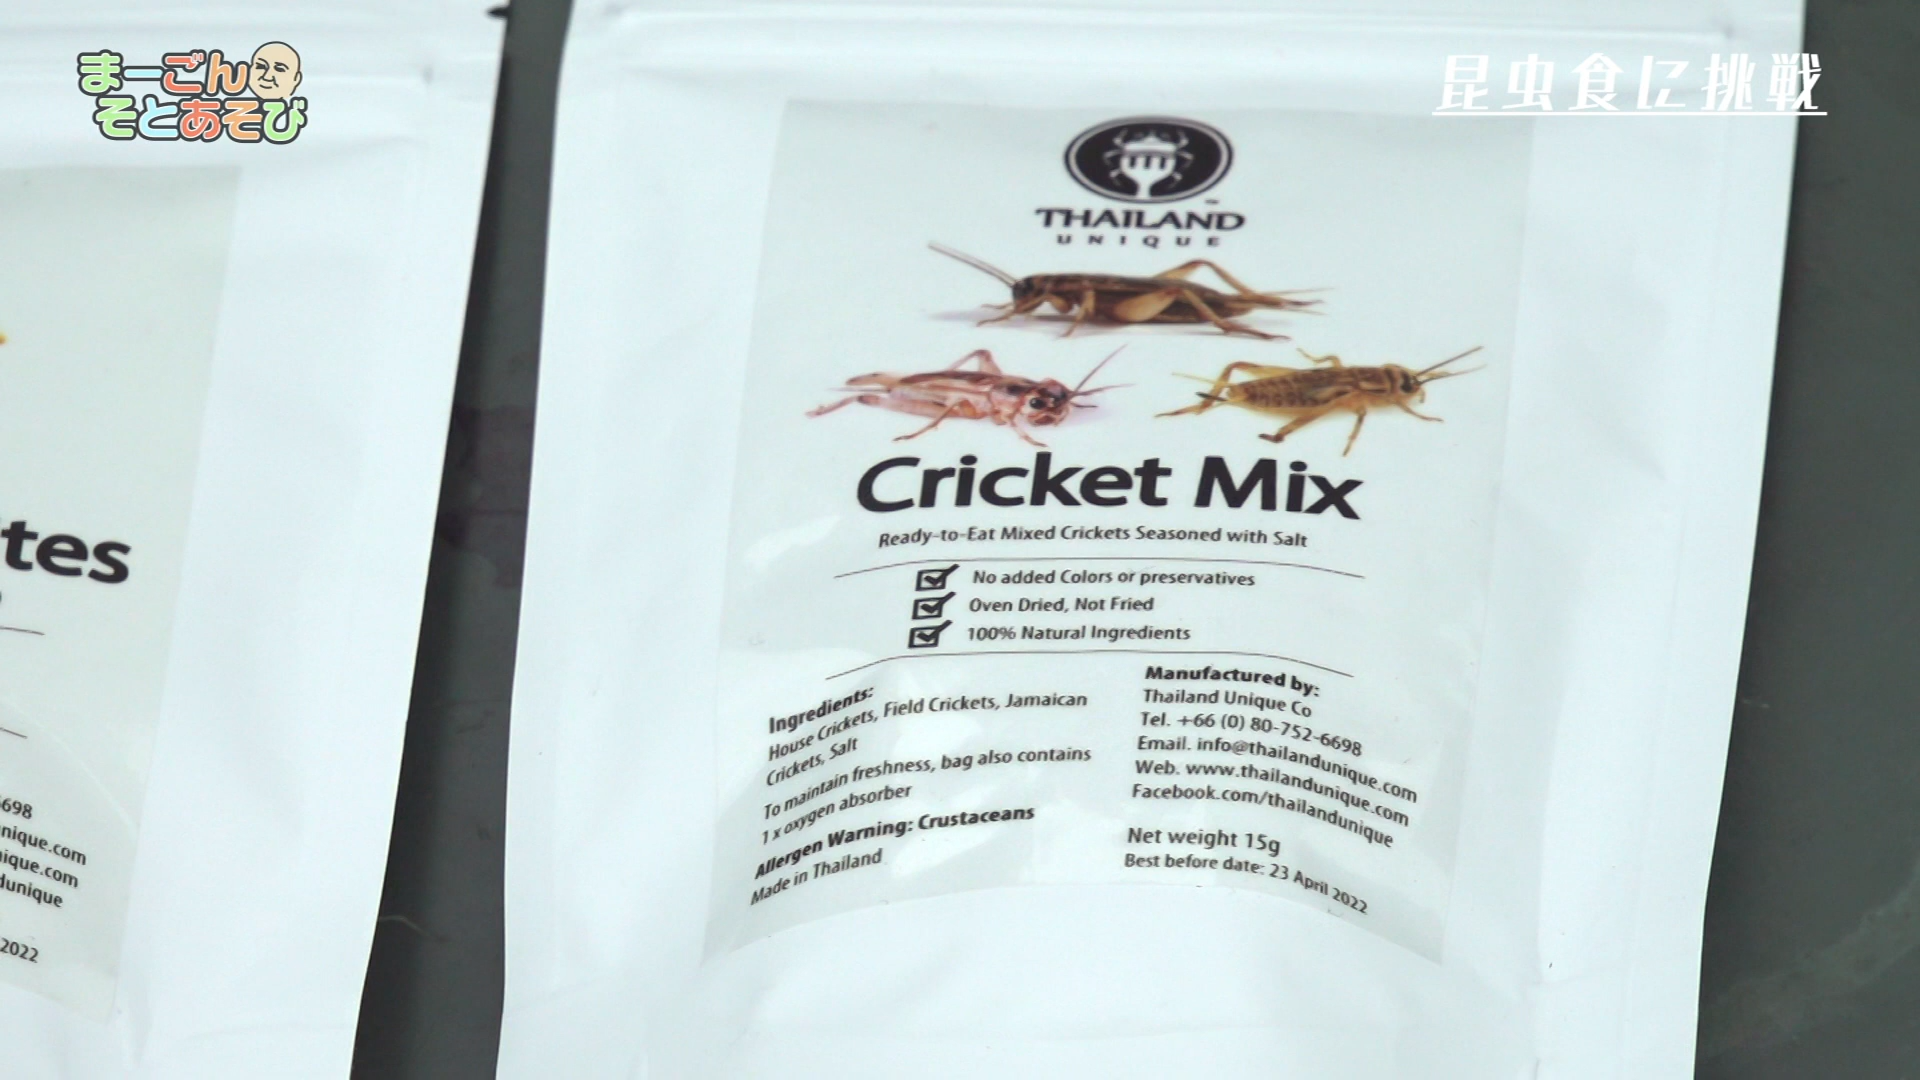 まーごん
そとあそび
昆虫食に挑戦
THAILAND
UNIQUE
Cricket Mix
Ready-to-Eat Mixed Crickets Seasoned with Salt
No added Colors or preservatives
Oven Dried, Not Fried
100% Natural Ingredients
Ingredients:
House Crickets, Field Crickets, Jamaican
Crickets, Salt
To maintain freshness, bag also contains
1 x oxygen absorber
Allergen Warning: Crustaceans
Made in Thailand
Manufactured by:
Thailand Unique Co
Tel. +66 (0) 80-752-6698
Email. info@thailandunique.com
Web. www.thailandunique.com
Facebook.com/thailandunique
Net weight 15g
Best before date: 23 April 2022
tes
6698
nique.com
ique.com
dunique
2022